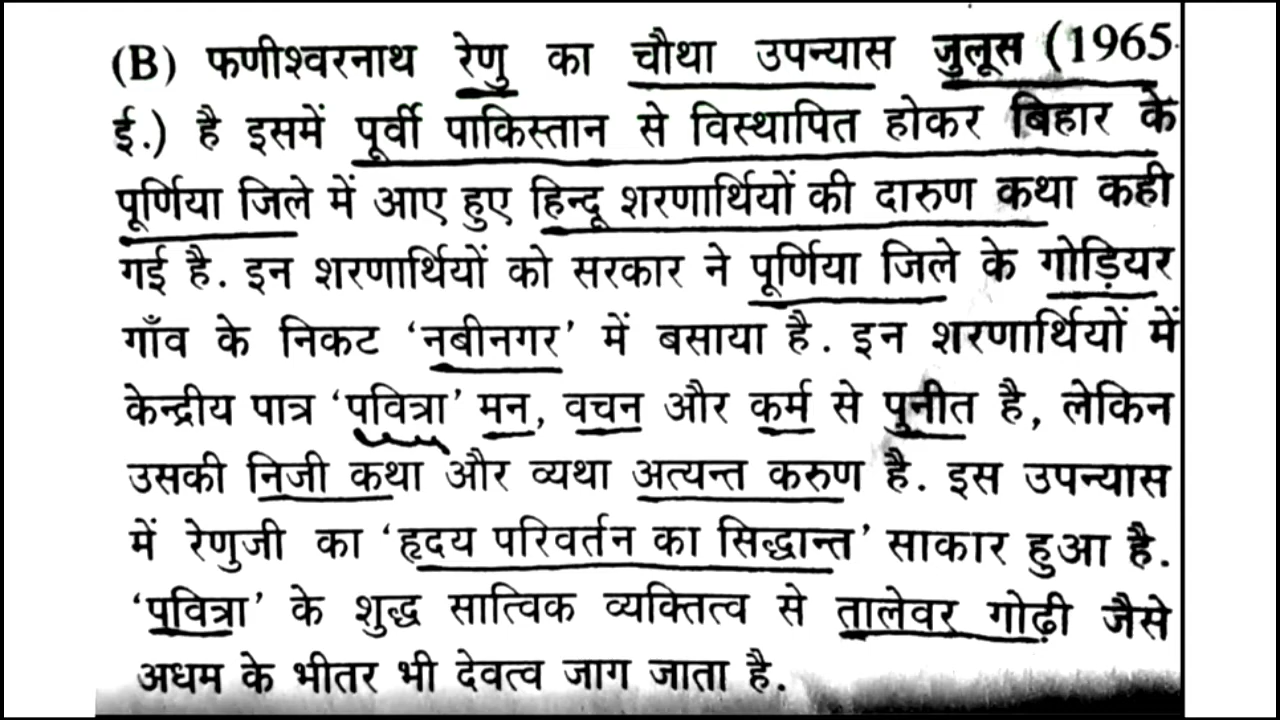 (B) फणीश्वरनाथ रेणु का चौथा उपन्यास जुलूस (1965
ई.) है इसमें पूर्वी पाकिस्तान से विस्थापित होकर बिहार के
पूर्णिया जिले में आए हुए हिन्दू शरणार्थियों की दारुण कथा कही
गई है. इन शरणार्थियों को सरकार ने पूर्णिया जिले के गोड़ियर
गाँव के निकट ‘नबीनगर’ में बसाया है. इन शरणार्थियों में
केन्द्रीय पात्र ‘पवित्रा’ मन, वचन और कर्म से पुनीत है, लेकिन
उसकी निजी कथा और व्यथा अत्यन्त करुण है. इस उपन्यास
में रेणुजी का ‘हृदय परिवर्तन का सिद्धान्त’ साकार हुआ है.
‘पवित्रा’ के शुद्ध सात्विक व्यक्तित्व से तालेवर गोढ़ी जैसे
अधम के भीतर भी देवत्व जाग जाता है.